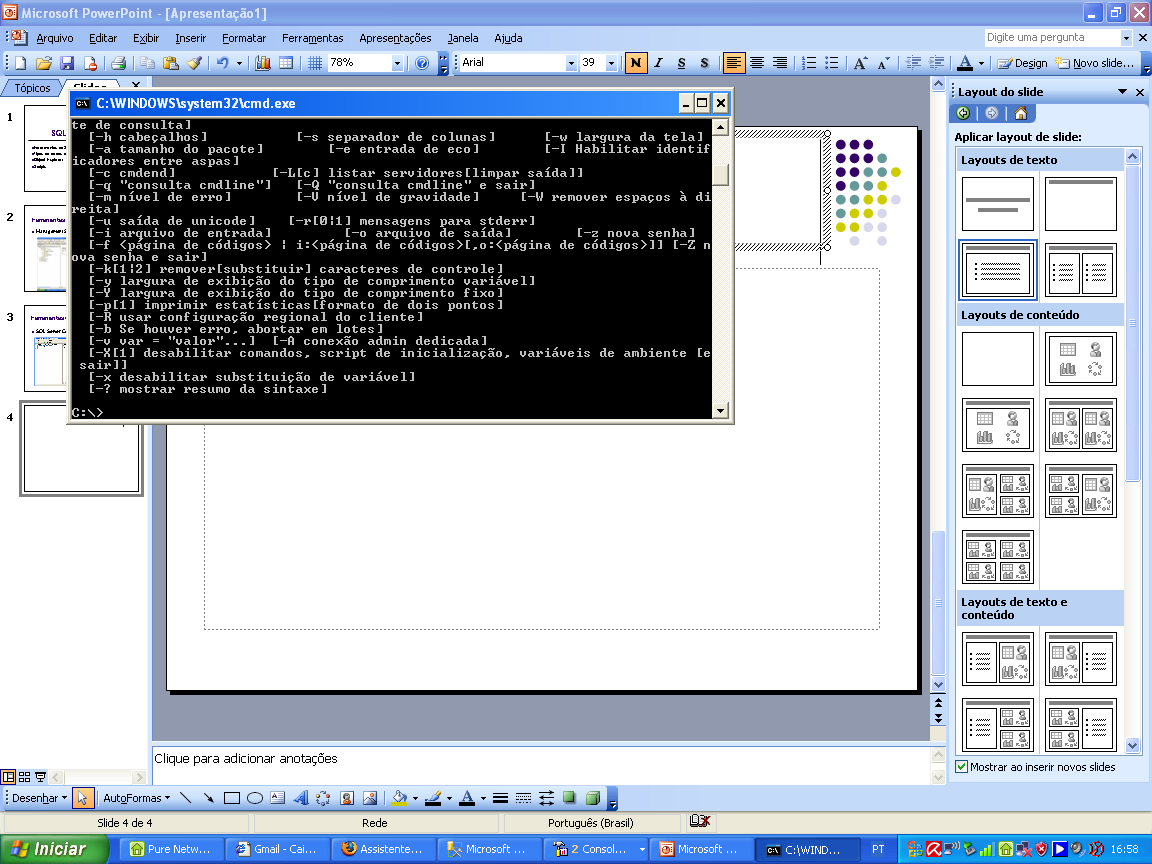 Microsoft PowerPoint - [Apresentação1]
Arquivo Editar Exibir Inserir Formatar Ferramentas Apresentações Janela Ajuda
Digite uma pergunta
78%
Arial
39
N I S S
Design
Novo slide...
Tópicos
Slides
1
SQL
2
3
4
C:\WINDOWS\system32\cmd.exe
te de consulta]
[-h cabeçalhos] [-s separador de colunas] [-w largura da tela]
[-a tamanho do pacote] [-e entrada de eco] [-I Habilitar identif
icadores entre aspas]
[-c cmdend] [-L[c] listar servidores[limpar saída]]
[-q "consulta cmdline"] [-Q "consulta cmdline" e sair]
[-m nível de erro] [-V nível de gravidade] [-W remover espaços à di
reita]
[-u saída de unicode] [-r[0|1] mensagens para stderr]
[-i arquivo de entrada] [-o arquivo de saída] [-z nova senha]
[-f <página de códigos> | i:<página de códigos>[,o:<página de códigos>]] [-Z n
ova senha e sair]
[-k[1|2] remover[substituir] caracteres de controle]
[-y largura de exibição do tipo de comprimento variável]
[-Y largura de exibição do tipo de comprimento fixo]
[-p[1] imprimir estatísticas[formato de dois pontos]
[-R usar configuração regional do cliente]
[-b Se houver erro, abortar em lotes]
[-v var = "valor"...] [-A conexão admin dedicada]
[-X[1] desabilitar comandos, script de inicialização, variáveis de ambiente [e
sair]]
[-x desabilitar substituição de variável]
[-? mostrar resumo da sintaxe]
C:\>
Layout do slide
Aplicar layout de slide:
Layouts de texto
Layouts de conteúdo
Layouts de texto e
conteúdo
Mostrar ao inserir novos slides
Clique para adicionar anotações
Desenhar
AutoFormas
Slide 4 de 4
Rede
Português (Brasil)
Iniciar
Pure Netw...
Gmail - Cai...
Assistente...
Microsoft ...
2 Consol...
Microsoft ...
C:\WIND...
PT
16:58